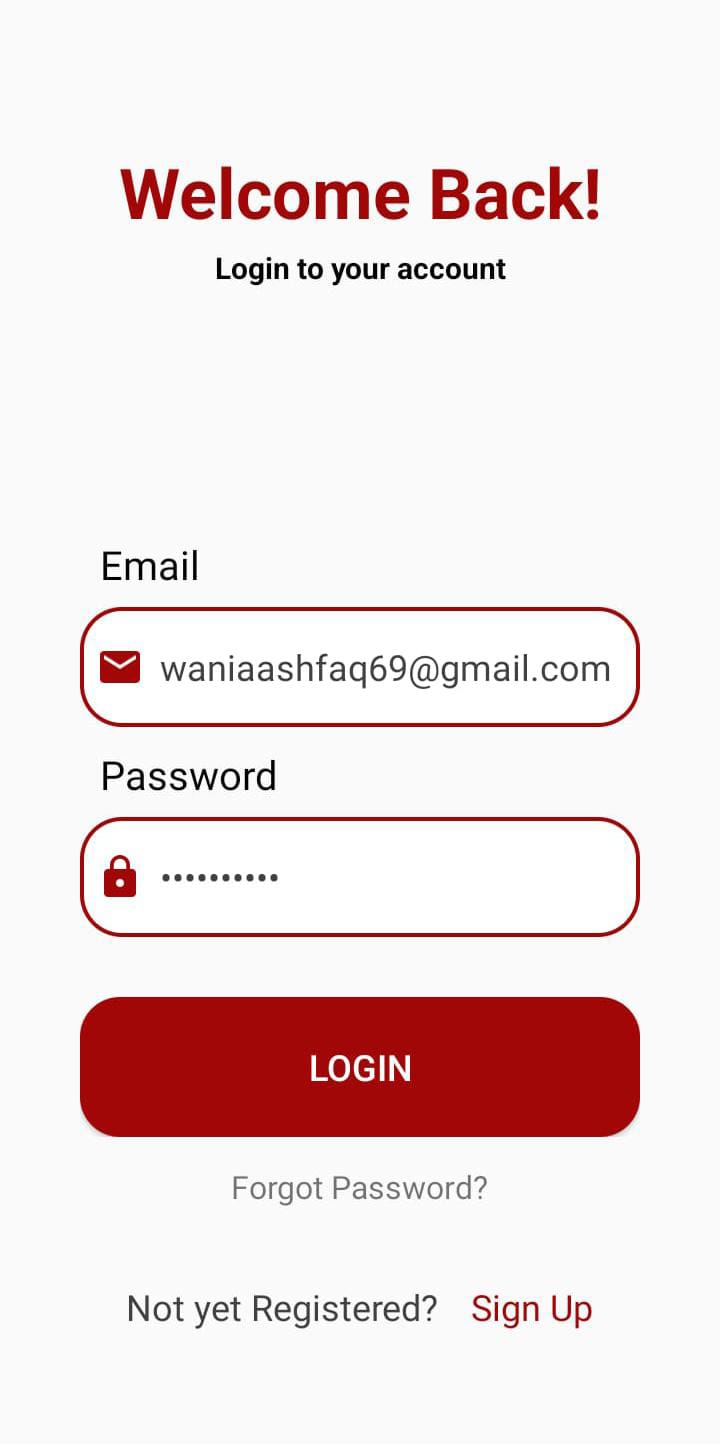 Welcome Back!
Login to your account
Email
waniaashfaq69@gmail.com
Password
••••••••••
LOGIN
Forgot Password?
Not yet Registered? Sign Up